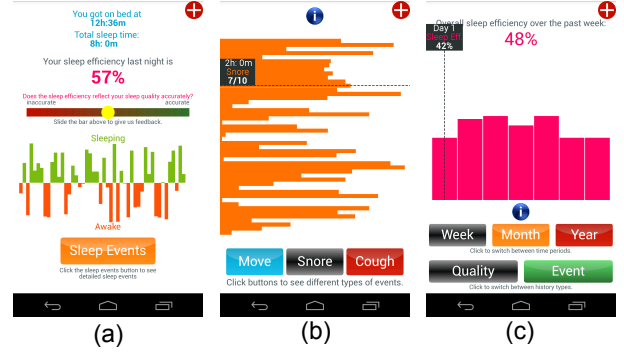 You got on bed at
12h:36m
Total sleep time:
8h: 0m
Your sleep efficiency last night is
57%
Does the sleep efficiency reflect your sleep quality accurately?
inaccurate accurate
Slide the bar above to give us feedback.
Sleeping
Awake
Sleep Events
Click the sleep events button to see
detailed sleep events
(a)
i
2h: 0m
Snore
7/10
Move Snore Cough
Click buttons to see different types of events.
(b)
Overall sleep efficiency over the past week:
48%
Day 1
Sleep Eff
42%
i
Week Month Year
Click to switch between time periods.
Quality Event
Click to switch between history types.
(c)